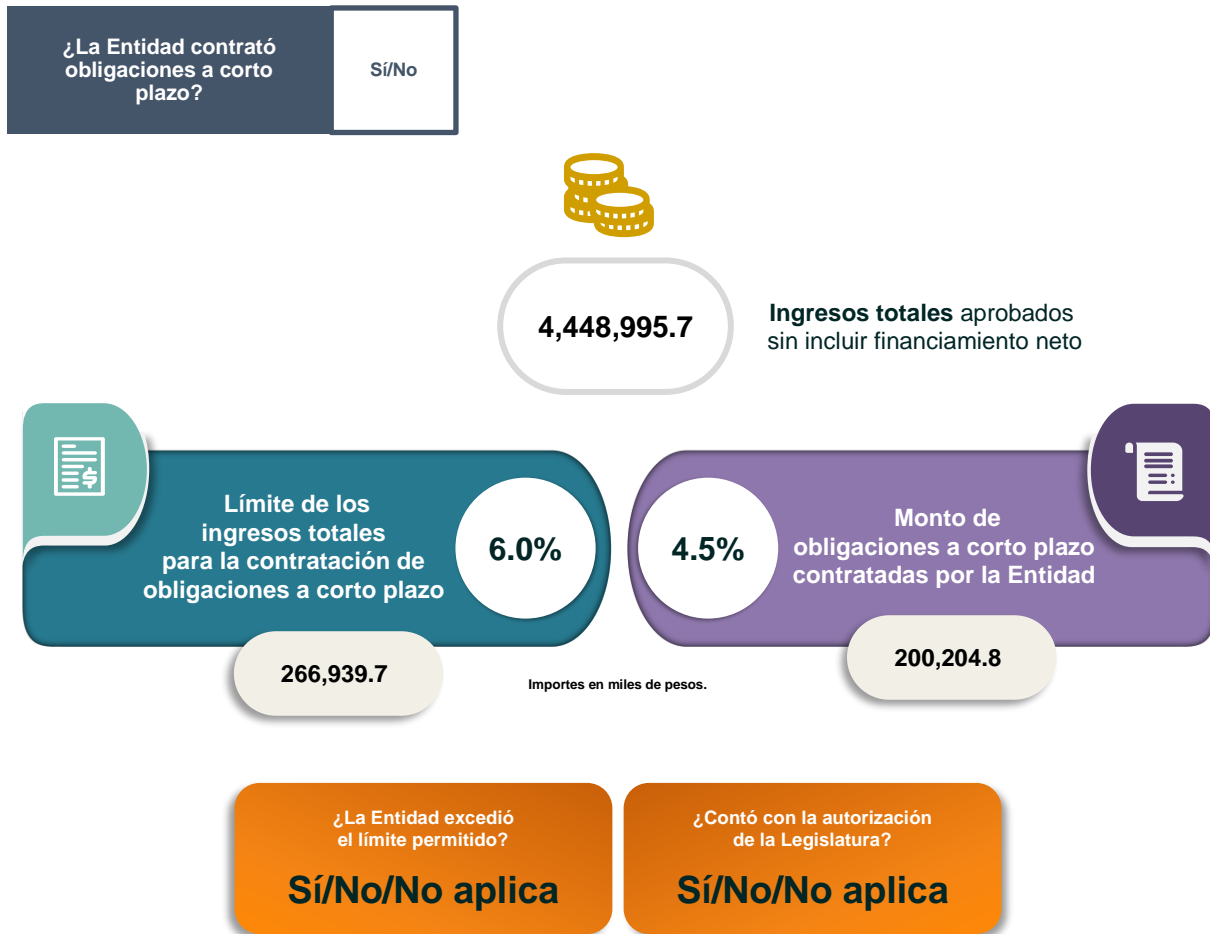 ¿La Entidad contrató
obligaciones a corto
plazo?
Sí/No
4,448,995.7
Ingresos totales aprobados
sin incluir financiamiento neto
Límite de los
ingresos totales
para la contratación de
obligaciones a corto plazo
6.0%
266,939.7
4.5%
Monto de
obligaciones a corto plazo
contratadas por la Entidad
200,204.8
Importes en miles de pesos.
¿La Entidad excedió
el límite permitido?
Sí/No/No aplica
¿Contó con la autorización
de la Legislatura?
Sí/No/No aplica